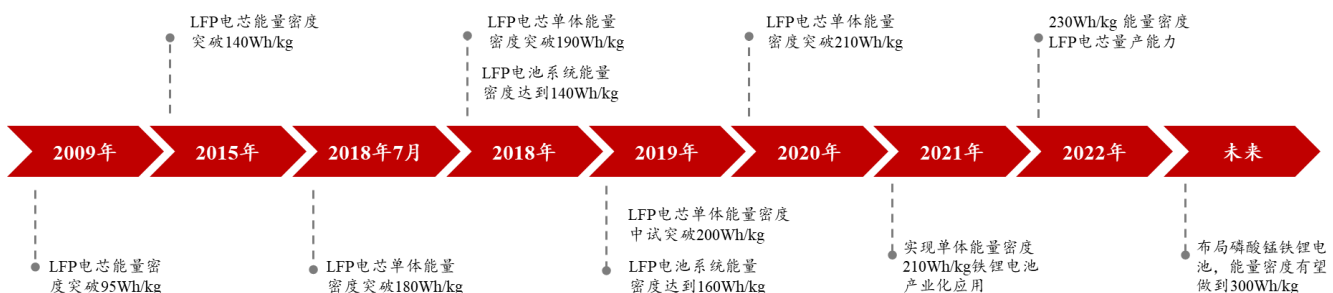 LFP电芯能量密度
突破140Wh/kg
LFP电芯单体能量
密度突破190Wh/kg
LFP电池系统能量
密度达到140Wh/kg
LFP电芯单体能量
密度突破210Wh/kg
230Wh/kg 能量密度
LFP电芯量产能力
2009年
2015年
2018年7月
2018年
2019年
2020年
2021年
2022年
未来
LFP电芯能量密
度突破95Wh/kg
LFP电芯单体能量
密度突破180Wh/kg
LFP电芯单体能量密度
中试突破200Wh/kg
LFP电池系统能量
密度达到160Wh/kg
实现单体能量密度
210Wh/kg铁锂电池
产业化应用
布局磷酸锰铁锂电
池，能量密度有望
做到300Wh/kg